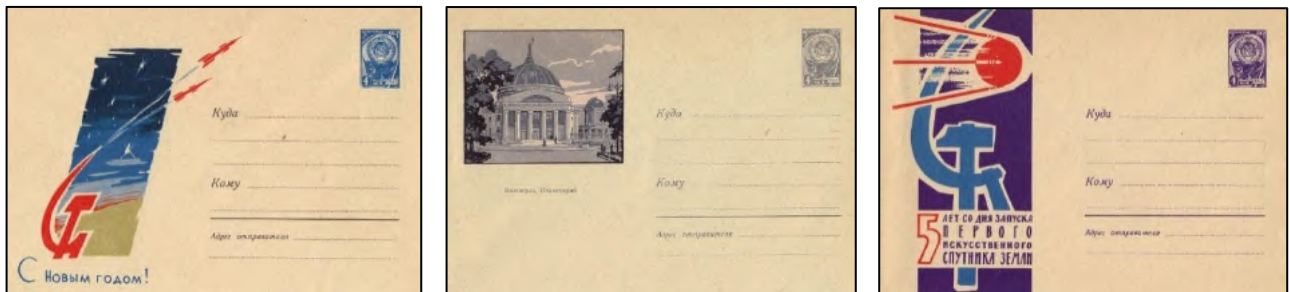 Куда
Кому
Адрес отправителя
С Новым годом!
Куда
Кому
Планетарий
Адрес отправителя
Куда
Кому
5 ЛЕТ СО ДНЯ ЗАПУСКА
ПЕРВОГО
ИСКУССТВЕННОГО
СПУТНИКА ЗЕМЛИ
Адрес отправителя